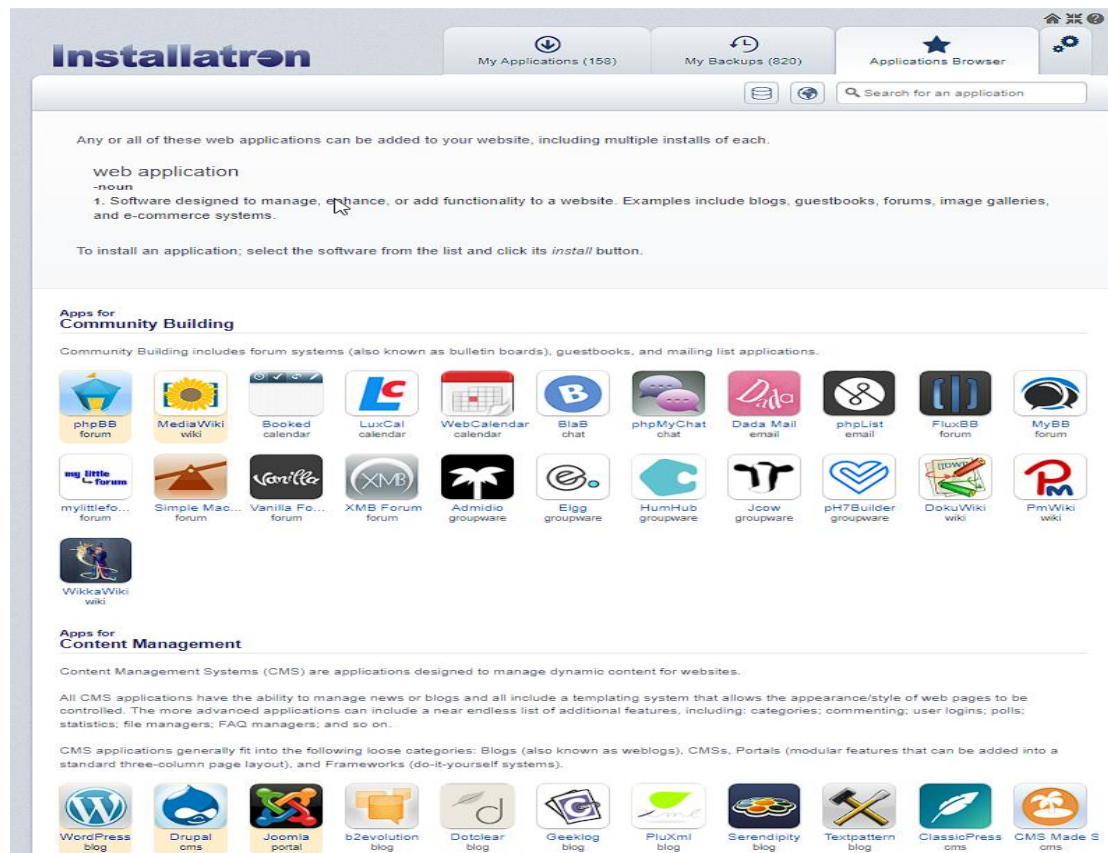 Installatron
My Applications (158)
My Backups (820)
Applications Browser
Search for an application
Any or all of these web applications can be added to your website, including multiple installs of each.
web application
-noun
1. Software designed to manage, enhance, or add functionality to a website. Examples include blogs, guestbooks, forums, image galleries,
and e-commerce systems.
To install an application; select the software from the list and click its install button.
Apps for
Community Building
Community Building includes forum systems (also known as bulletin boards), guestbooks, and mailing list applications.
LC B Dada
phpBB MediaWiki Booked LuxCal WebCalendar BlaB phpMyChat Dada Mail phpList FluxBB MyBB
forum wiki calendar calendar calendar chat chat email email forum forum
my little
forum Vanilla XMB e. PM
mylittlefo... Simple Mac... Vanilla Fo... XMB Forum Admidio Elgg HumHub Jcow pH7Builder DokuWiki PmWiki
forum forum forum forum groupware groupware groupware groupware groupware wiki wiki
WikkaWiki
wiki
Apps for
Content Management
Content Management Systems (CMS) are applications designed to manage dynamic content for websites.
All CMS applications have the ability to manage news or blogs and all include a templating system that allows the appearance/style of web pages to be
controlled. The more advanced applications can include a near endless list of additional features, including: categories; commenting; user logins; polls;
statistics; file managers; FAQ managers; and so on.
CMS applications generally fit into the following loose categories: Blogs (also known as weblogs), CMSs, Portals (modular features that can be added into a
standard three-column page layout), and Frameworks (do-it-yourself systems).
W d G
WordPress Drupal Joomla b2evolution Dotclear Geeklog PluXml Serendipity Textpattern ClassicPress CMS Made S
blog cms portal blog blog blog blog blog blog cms cms